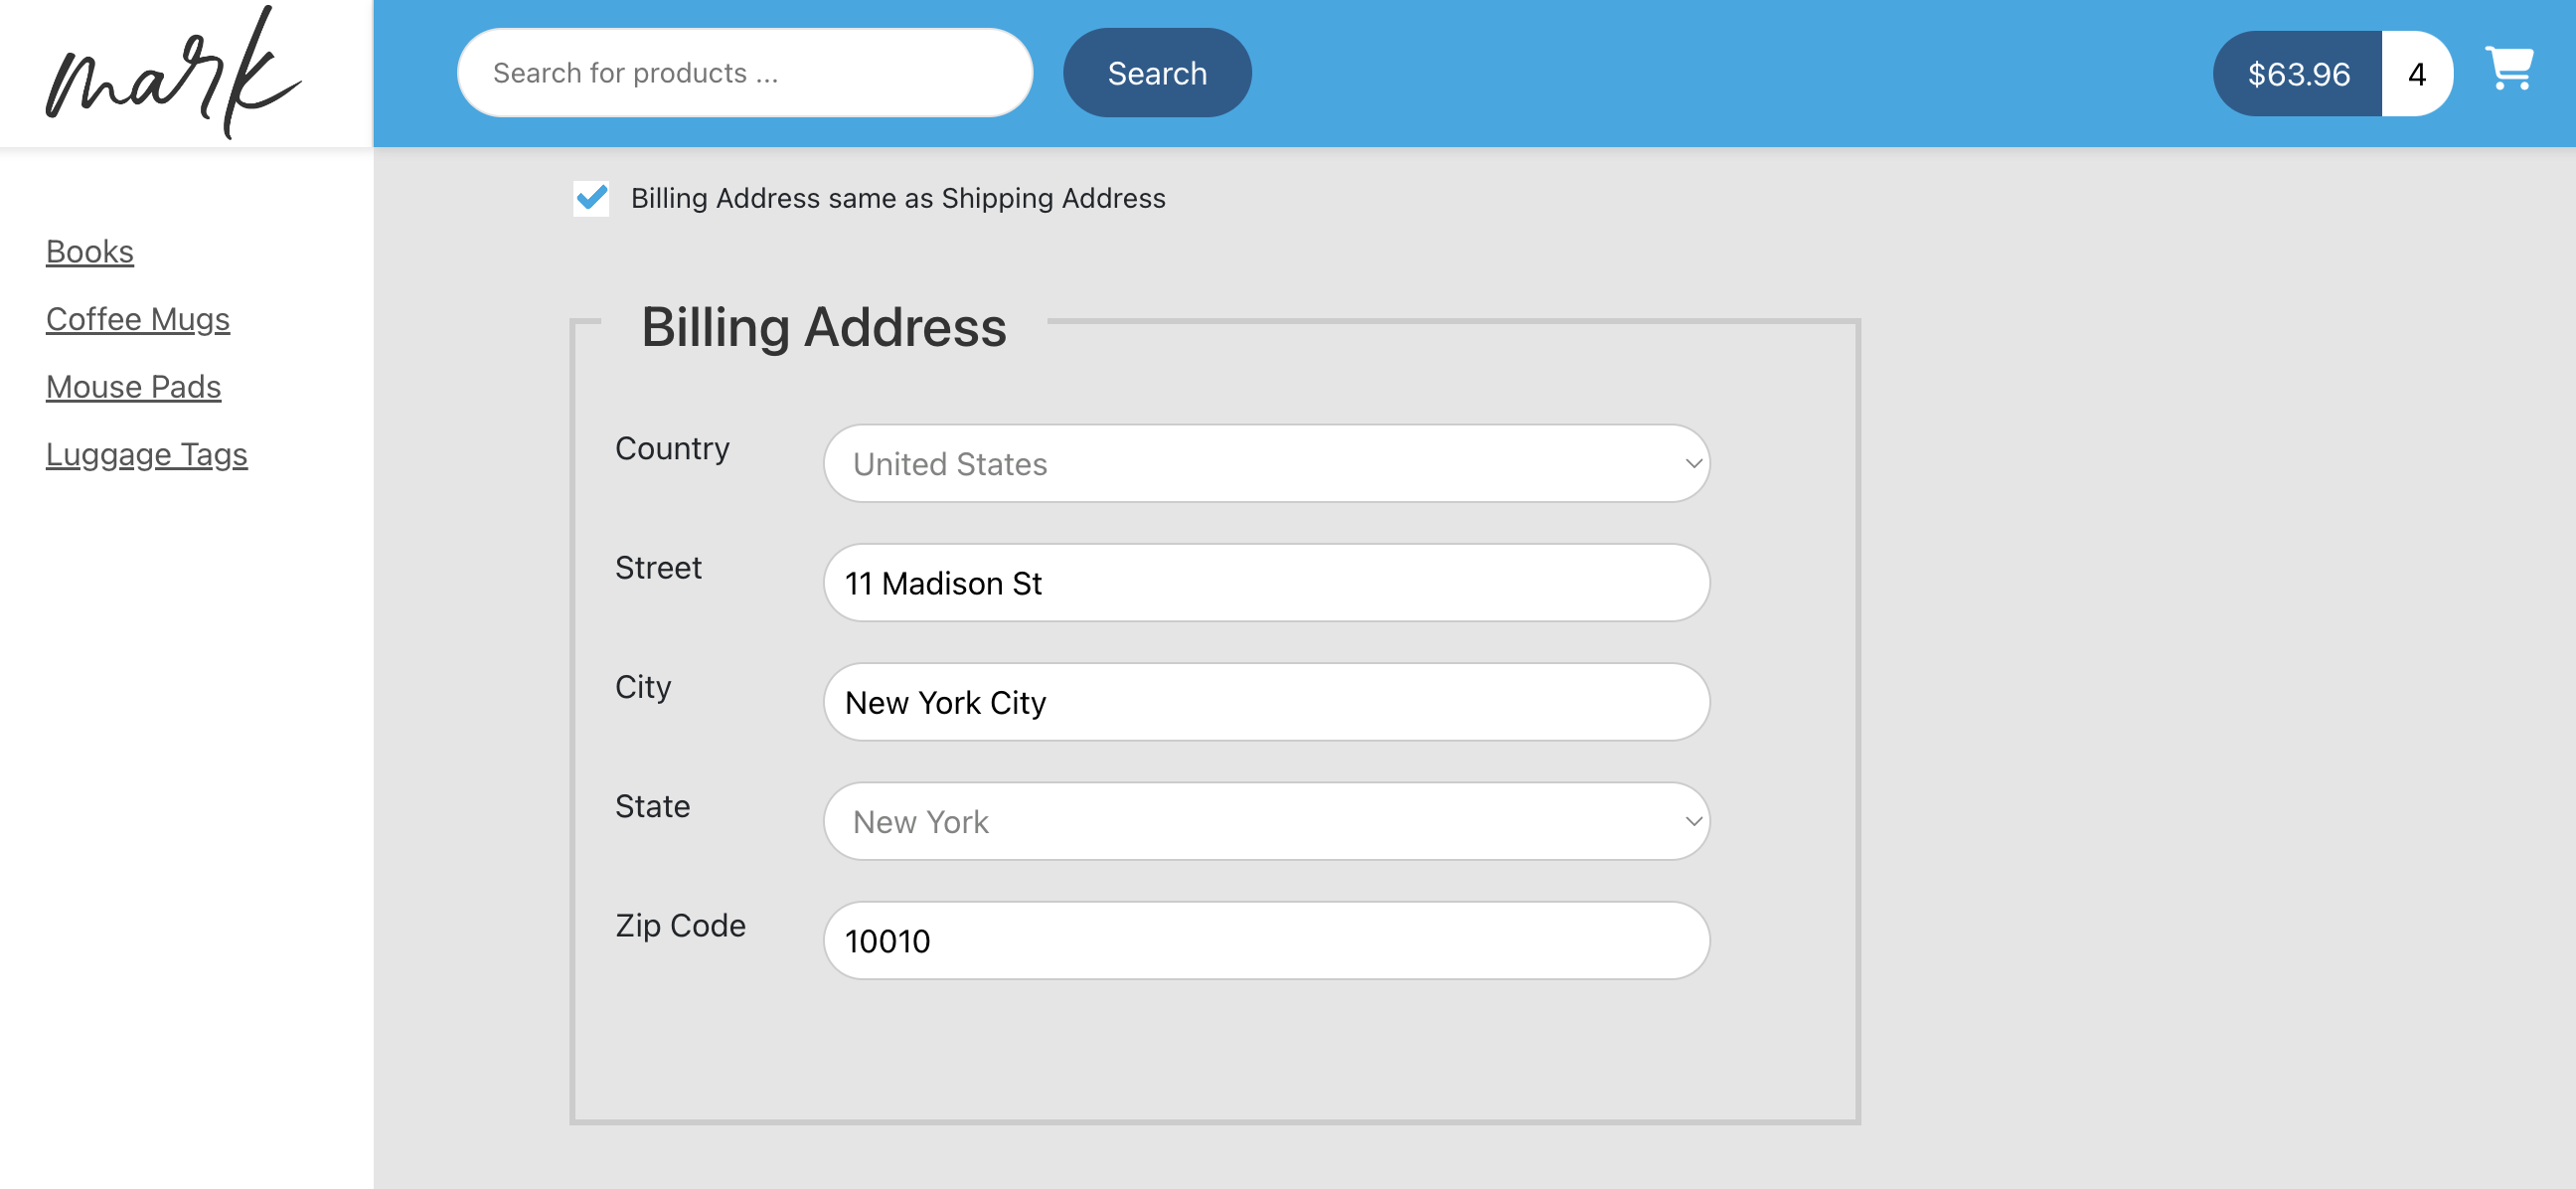 mark
Search for products ...
Search
$63.96
4
Books
Coffee Mugs
Mouse Pads
Luggage Tags
Billing Address same as Shipping Address
Billing Address
Country
United States
Street
11 Madison St
City
New York City
State
New York
Zip Code
10010